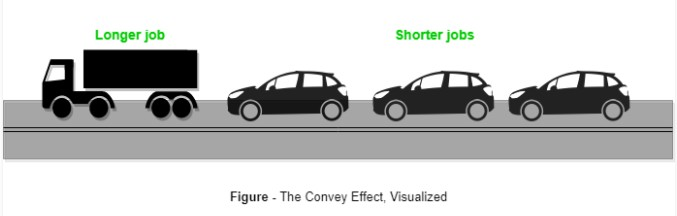 Longer job Shorter jobs
Figure - The Convey Effect, Visualized